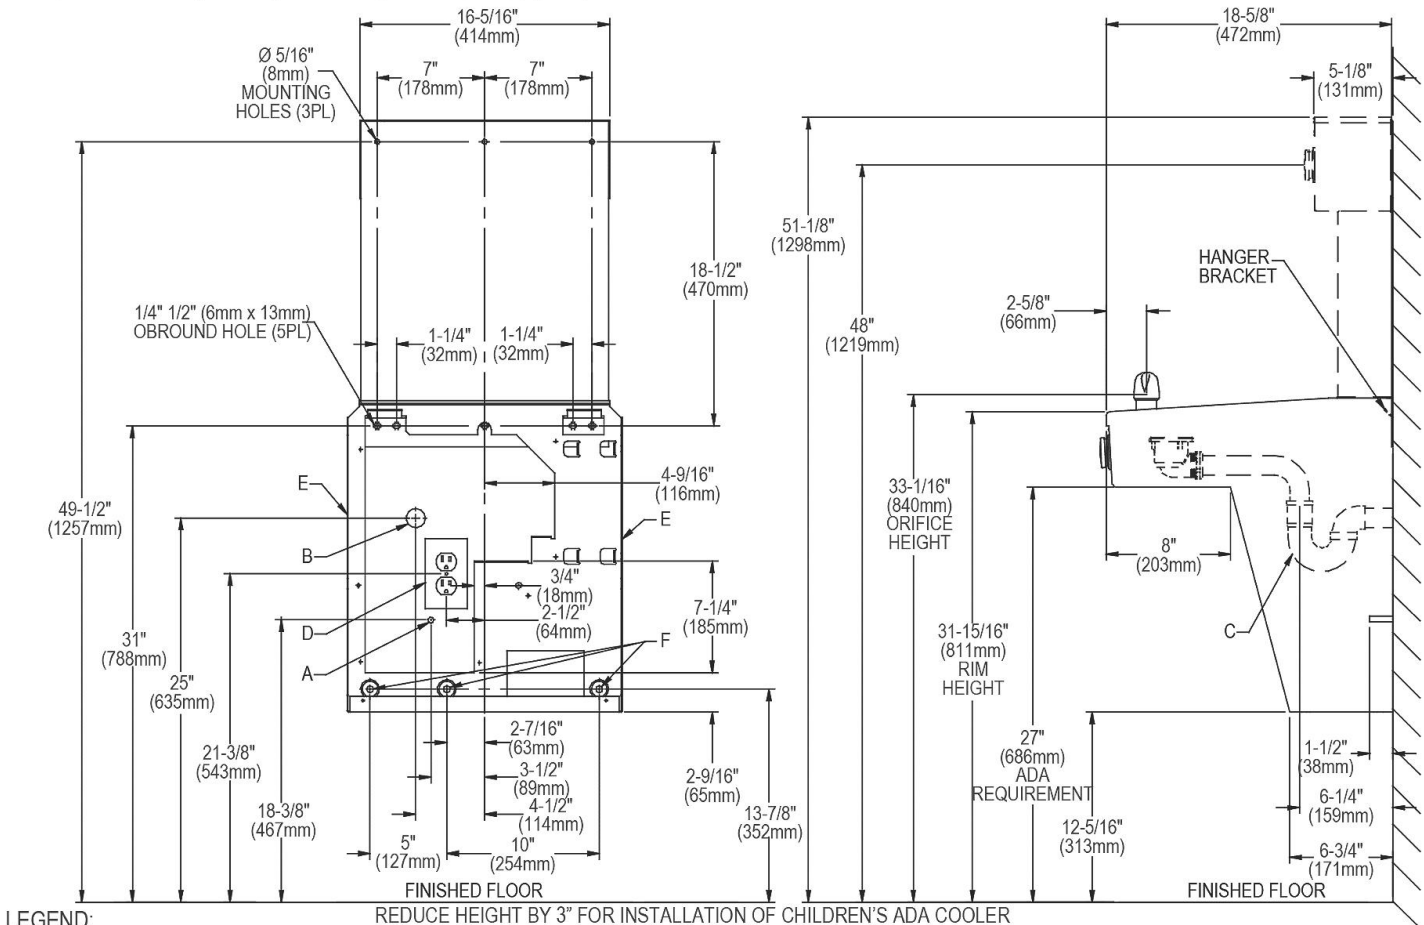 16-5/16"
(414mm)
18-5/8"
(472mm)
Ø 5/16"
(8mm)
MOUNTING
HOLES (3PL)
7"
(178mm)
7"
(178mm)
5-1/8"
(131mm)
51-1/8"
(1298mm)
18-1/2"
(470mm)
HANGER
BRACKET
1/4" 1/2" (6mm x 13mm)
OBROUND HOLE (5PL)
1-1/4"
(32mm)
1-1/4"
(32mm)
2-5/8"
(66mm)
48"
(1219mm)
4-9/16"
(116mm)
33-1/16"
(840mm)
ORIFICE
HEIGHT
49-1/2"
(1257mm)
E
E
B
8"
(203mm)
3/4"
(18mm)
2-1/2"
(64mm)
7-1/4"
(185mm)
D
A
F
C
31"
(788mm)
31-15/16"
(811mm)
RIM
HEIGHT
25"
(635mm)
21-3/8"
(543mm)
18-3/8"
(467mm)
2-7/16"
(63mm)
3-1/2"
(89mm)
4-1/2"
(114mm)
2-9/16"
(65mm)
13-7/8"
(352mm)
27"
(686mm)
ADA
REQUIREMENT
12-5/16"
(313mm)
1-1/2"
(38mm)
6-1/4"
(159mm)
6-3/4"
(171mm)
5"
(127mm)
10"
(254mm)
FINISHED FLOOR
FINISHED FLOOR
LEGEND:
REDUCE HEIGHT BY 3" FOR INSTALLATION OF CHILDREN'S ADA COOLER